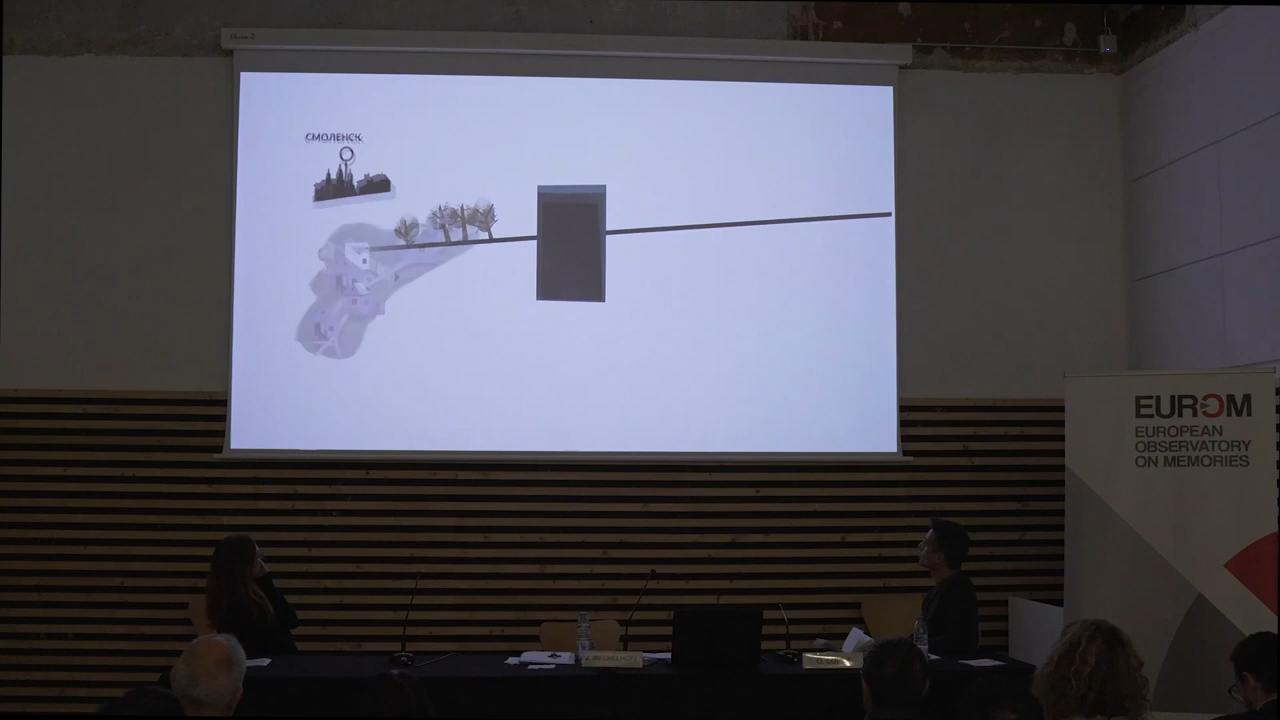 СМОЛЕНСК
EUROM
EUROPEAN
OBSERVATORY
ON MEMORIES